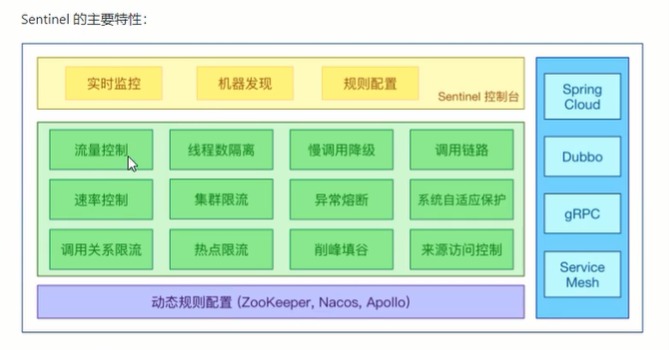 Sentinel 的主要特性：
实时监控
机器发现
规则配置
Sentinel 控制台
流量控制
线程数隔离
慢调用降级
调用链路
速率控制
集群限流
异常熔断
系统自适应保护
调用关系限流
热点限流
削峰填谷
来源访问控制
动态规则配置 (ZooKeeper, Nacos, Apollo)
Spring
Cloud
Dubbo
gRPC
Service
Mesh